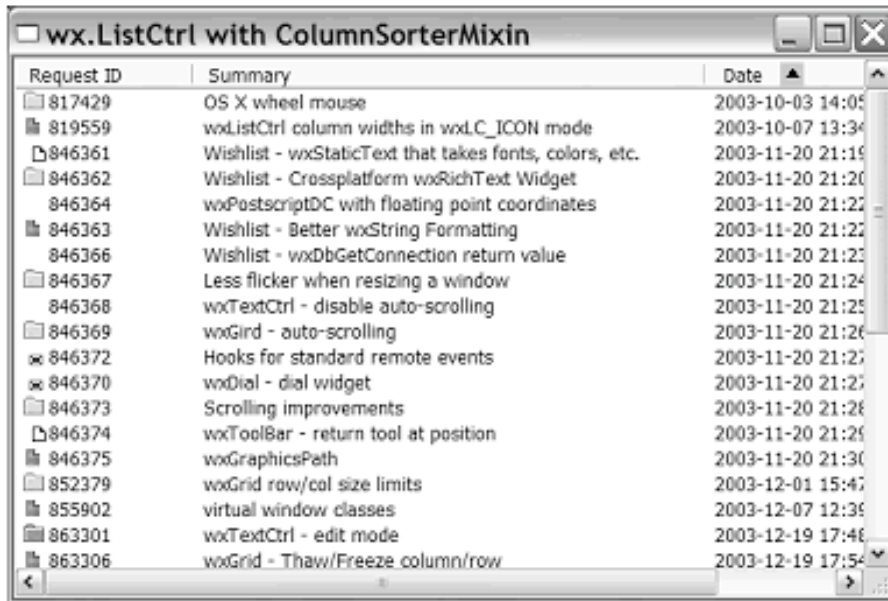 wx.ListCtrl with ColumnSorterMixin
Request ID Summary Date
817429 OS X wheel mouse 2003-10-03 14:05
819559 wxListCtrl column widths in wxLC_ICON mode 2003-10-07 13:34
846361 Wishlist - wxStaticText that takes fonts, colors, etc. 2003-11-20 21:19
846362 Wishlist - Crossplatform wxRichText Widget 2003-11-20 21:20
846364 wxPostscriptDC with floating point coordinates 2003-11-20 21:22
846363 Wishlist - Better wxString Formatting 2003-11-20 21:22
846366 Wishlist - wxDbGetConnection return value 2003-11-20 21:23
846367 Less flicker when resizing a window 2003-11-20 21:24
846368 wxTextCtrl - disable auto-scrolling 2003-11-20 21:25
846369 wxGird - auto-scrolling 2003-11-20 21:26
846372 Hooks for standard remote events 2003-11-20 21:27
846370 wxDial - dial widget 2003-11-20 21:27
846373 Scrolling improvements 2003-11-20 21:28
846374 wxToolBar - return tool at position 2003-11-20 21:29
846375 wxGraphicsPath 2003-11-20 21:30
852379 wxGrid row/col size limits 2003-12-01 15:47
855902 virtual window classes 2003-12-07 12:39
863301 wxTextCtrl - edit mode 2003-12-19 17:48
863306 wxGrid - Thaw/Freeze column/row 2003-12-19 17:54